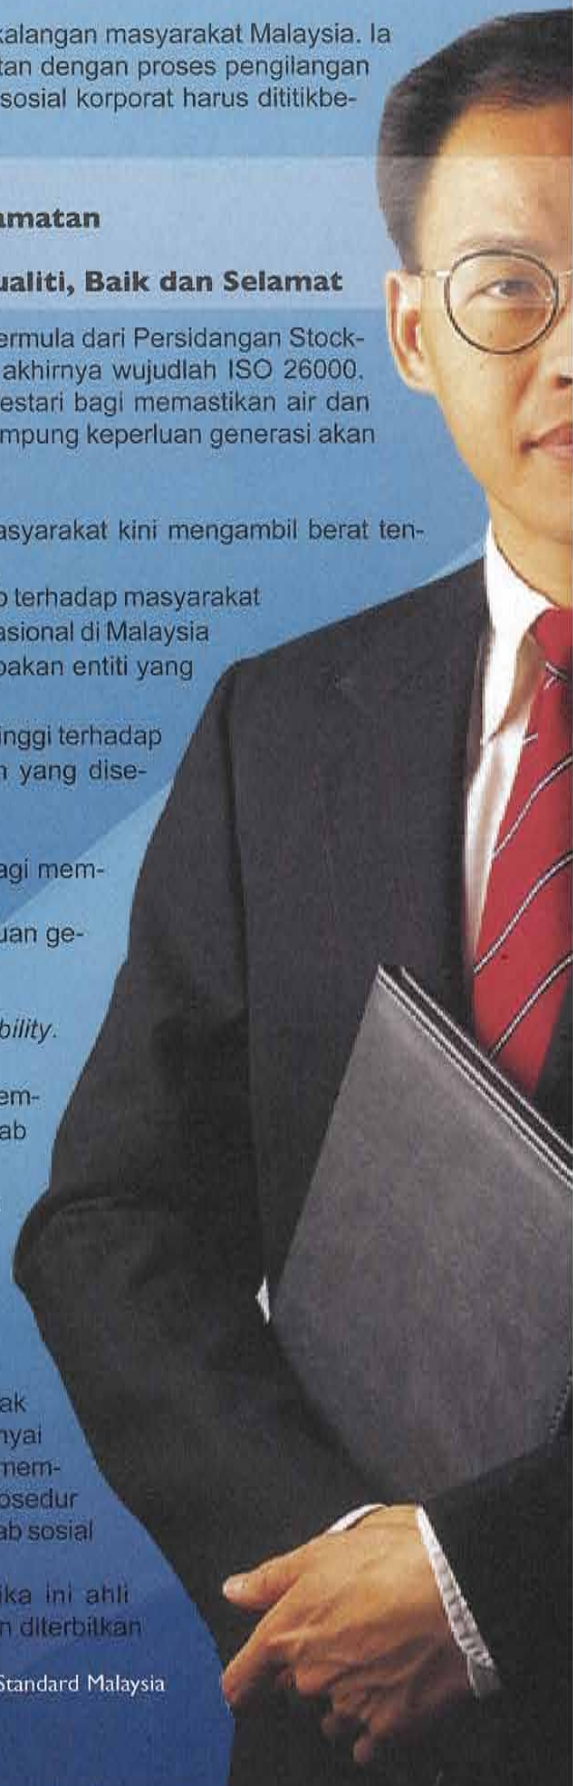 kalangan masyarakat Malaysia. Ia
tan dengan proses pengilangan
sosial korporat harus dititikbe-
amatan
ualiti, Baik dan Selamat
ermula dari Persidangan Stock-
akhirnya wujudlah ISO 26000.
estari bagi memastikan air dan
mpung keperluan generasi akan
asyarakat kini mengambil berat ten-
o terhadap masyarakat
asional di Malaysia
pakan entiti yang
inggi terhadap
n yang dise-
agi mem-
uan ge-
bility.
em-
ab
ak
nyai
mem-
osedur
ab sosial
ika ini ahli
n diterbitkan
Standard Malaysia